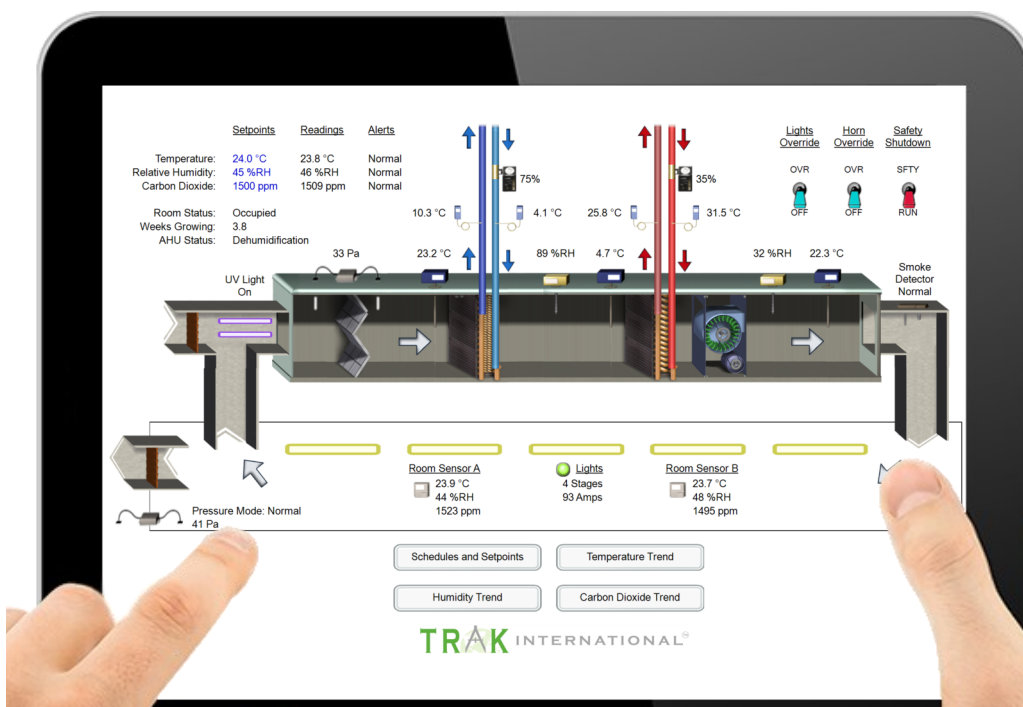 Setpoints Readings Alerts
Temperature: 24.0 °C 23.8 °C Normal
Relative Humidity: 45 %RH 46 %RH Normal
Carbon Dioxide: 1500 ppm 1509 ppm Normal
Room Status: Occupied
Weeks Growing: 3.8
AHU Status: Dehumidification
75%
35%
Lights Horn Safety
Override Override Shutdown
OVR OVR SFTY
OFF OFF RUN
10.3 °C 4.1 °C 25.8 °C 31.5 °C
33 Pa 23.2 °C 89 %RH 4.7 °C 32 %RH 22.3 °C
UV Light
On
Smoke
Detector
Normal
Room Sensor A
23.9 °C
44 %RH
1523 ppm
Lights
4 Stages
93 Amps
Room Sensor B
23.7 °C
48 %RH
1495 ppm
Pressure Mode: Normal
41 Pa
Schedules and Setpoints Temperature Trend
Humidity Trend Carbon Dioxide Trend
TRAK INTERNATIONAL